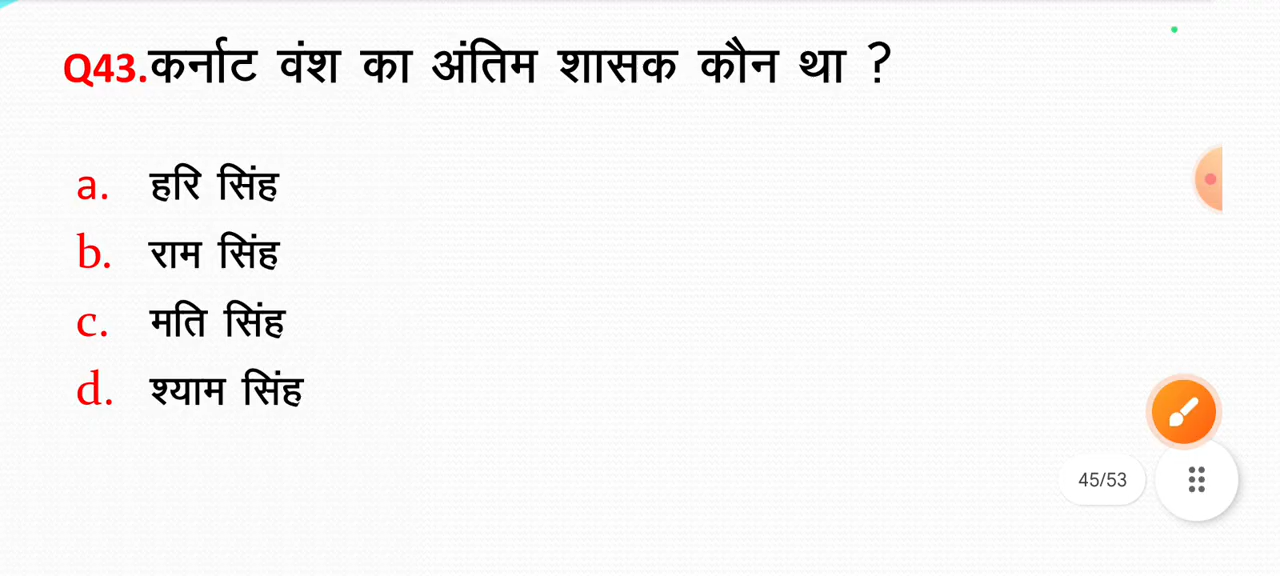 Q43.कर्नाट वंश का अंतिम शासक कौन था ?
a. हरि सिंह
b. राम सिंह
c. मति सिंह
d. श्याम सिंह
45/53